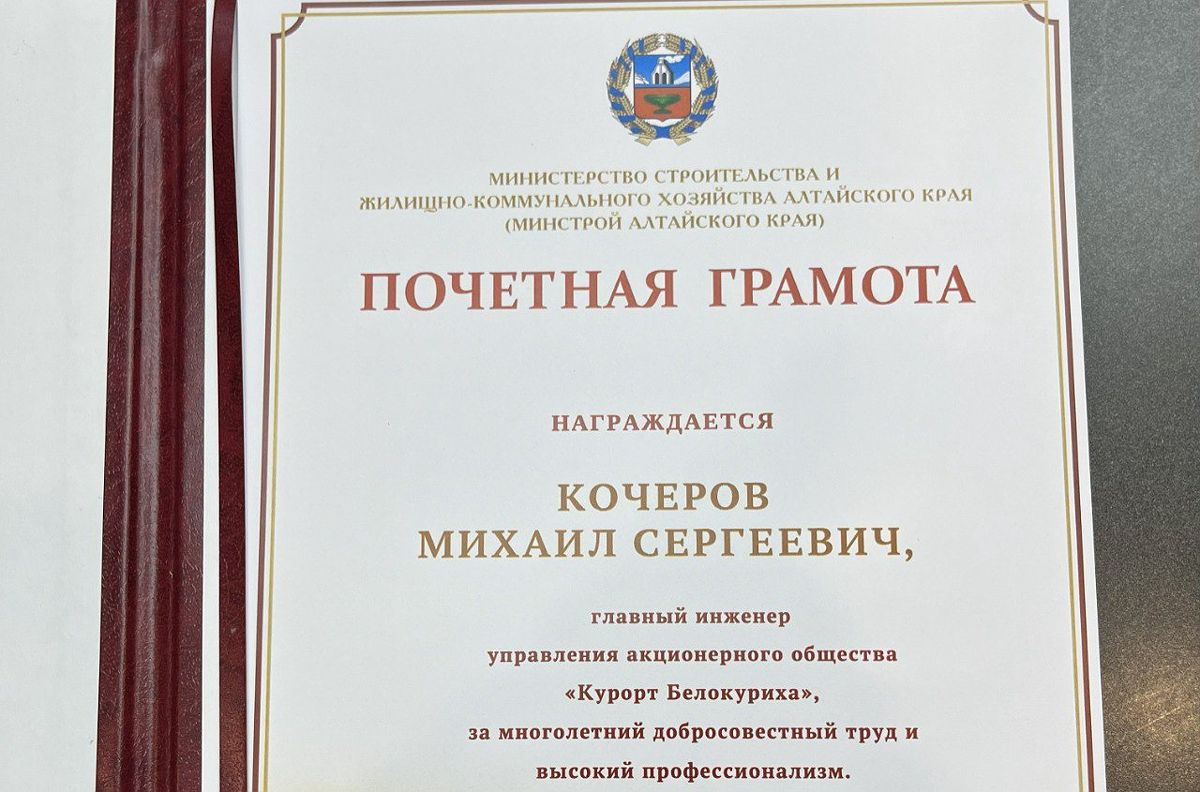 МИНИСТЕРСТВО СТРОИТЕЛЬСТВА И
ЖИЛИЩНО-КОММУНАЛЬНОГО ХОЗЯЙСТВА АЛТАЙСКОГО КРАЯ
(МИНСТРОЙ АЛТАЙСКОГО КРАЯ)
ПОЧЕТНАЯ ГРАМОТА
НАГРАЖДАЕТСЯ
КОЧЕРОВ
МИХАИЛ СЕРГЕЕВИЧ,
главный инженер
управления акционерного общества
«Курорт Белокуриха»,
за многолетний добросовестный труд и
высокий профессионализм.